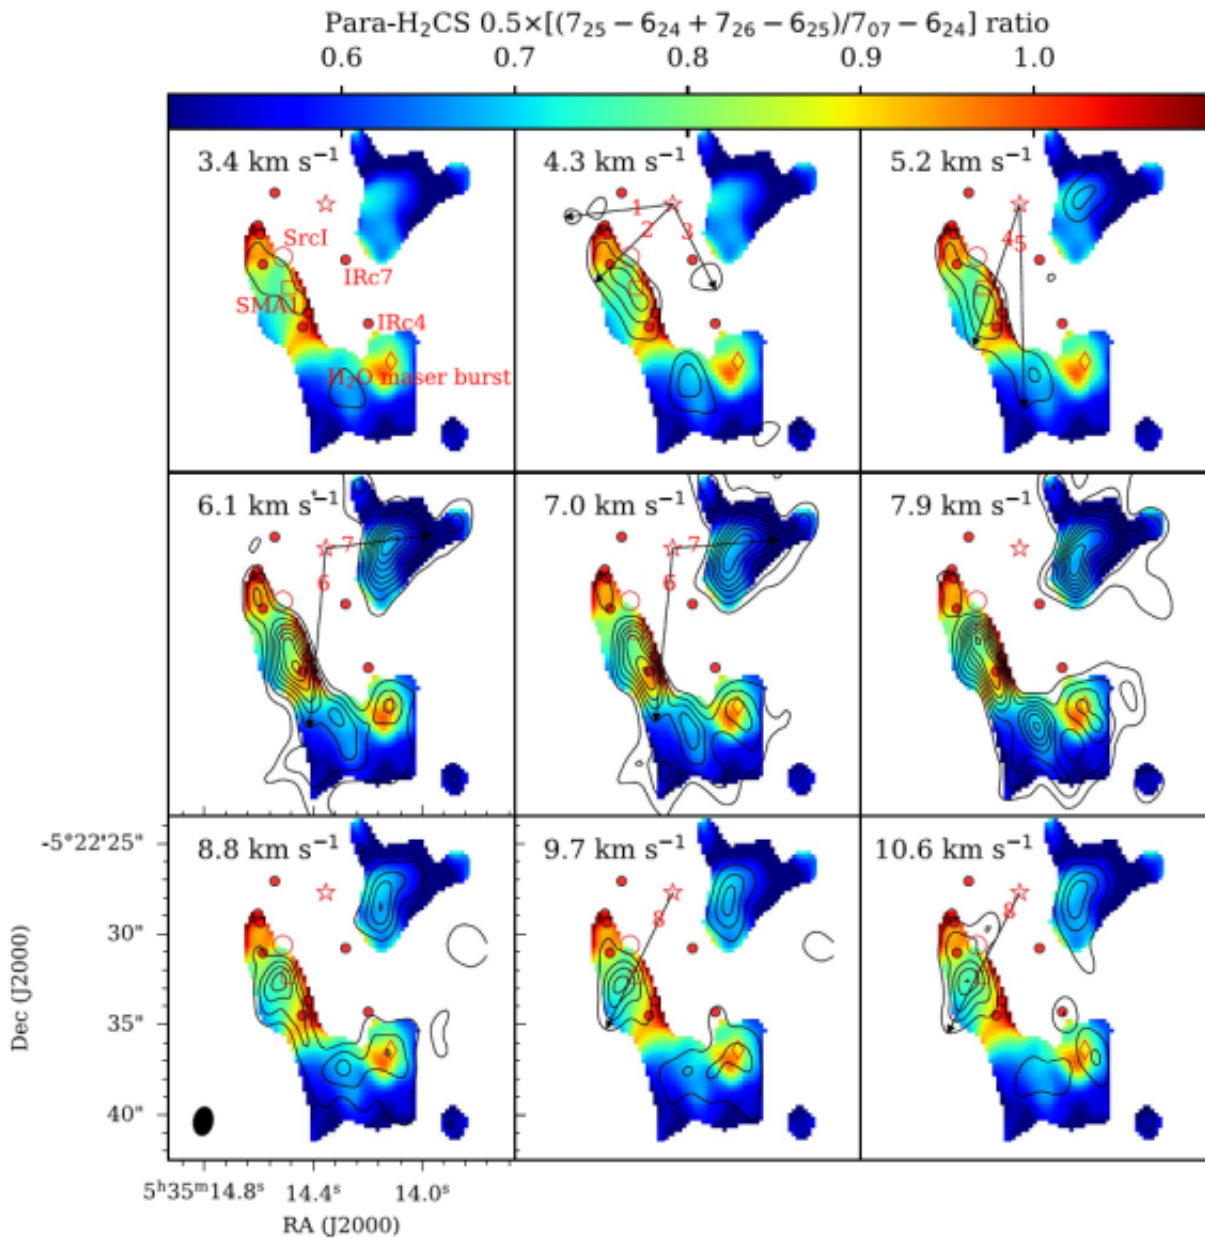 Para-H₂CS 0.5×[(7₂₅ − 6₂₄ + 7₂₆ − 6₂₅)/7₀₇ − 6₂₄] ratio
0.6 0.7 0.8 0.9 1.0
3.4 km s⁻¹
SrcI
IRc7
SMA1
IRc4
H₂O maser burst
4.3 km s⁻¹
1
2
3
5.2 km s⁻¹
4
5
6.1 km s⁻¹
7
6
7.0 km s⁻¹
7
6
7.9 km s⁻¹
8.8 km s⁻¹
9.7 km s⁻¹
8
10.6 km s⁻¹
8
-5°22'25"
30"
35"
40"
Dec (J2000)
5ʰ35ᵐ14.8ˢ 14.4ˢ 14.0ˢ
RA (J2000)